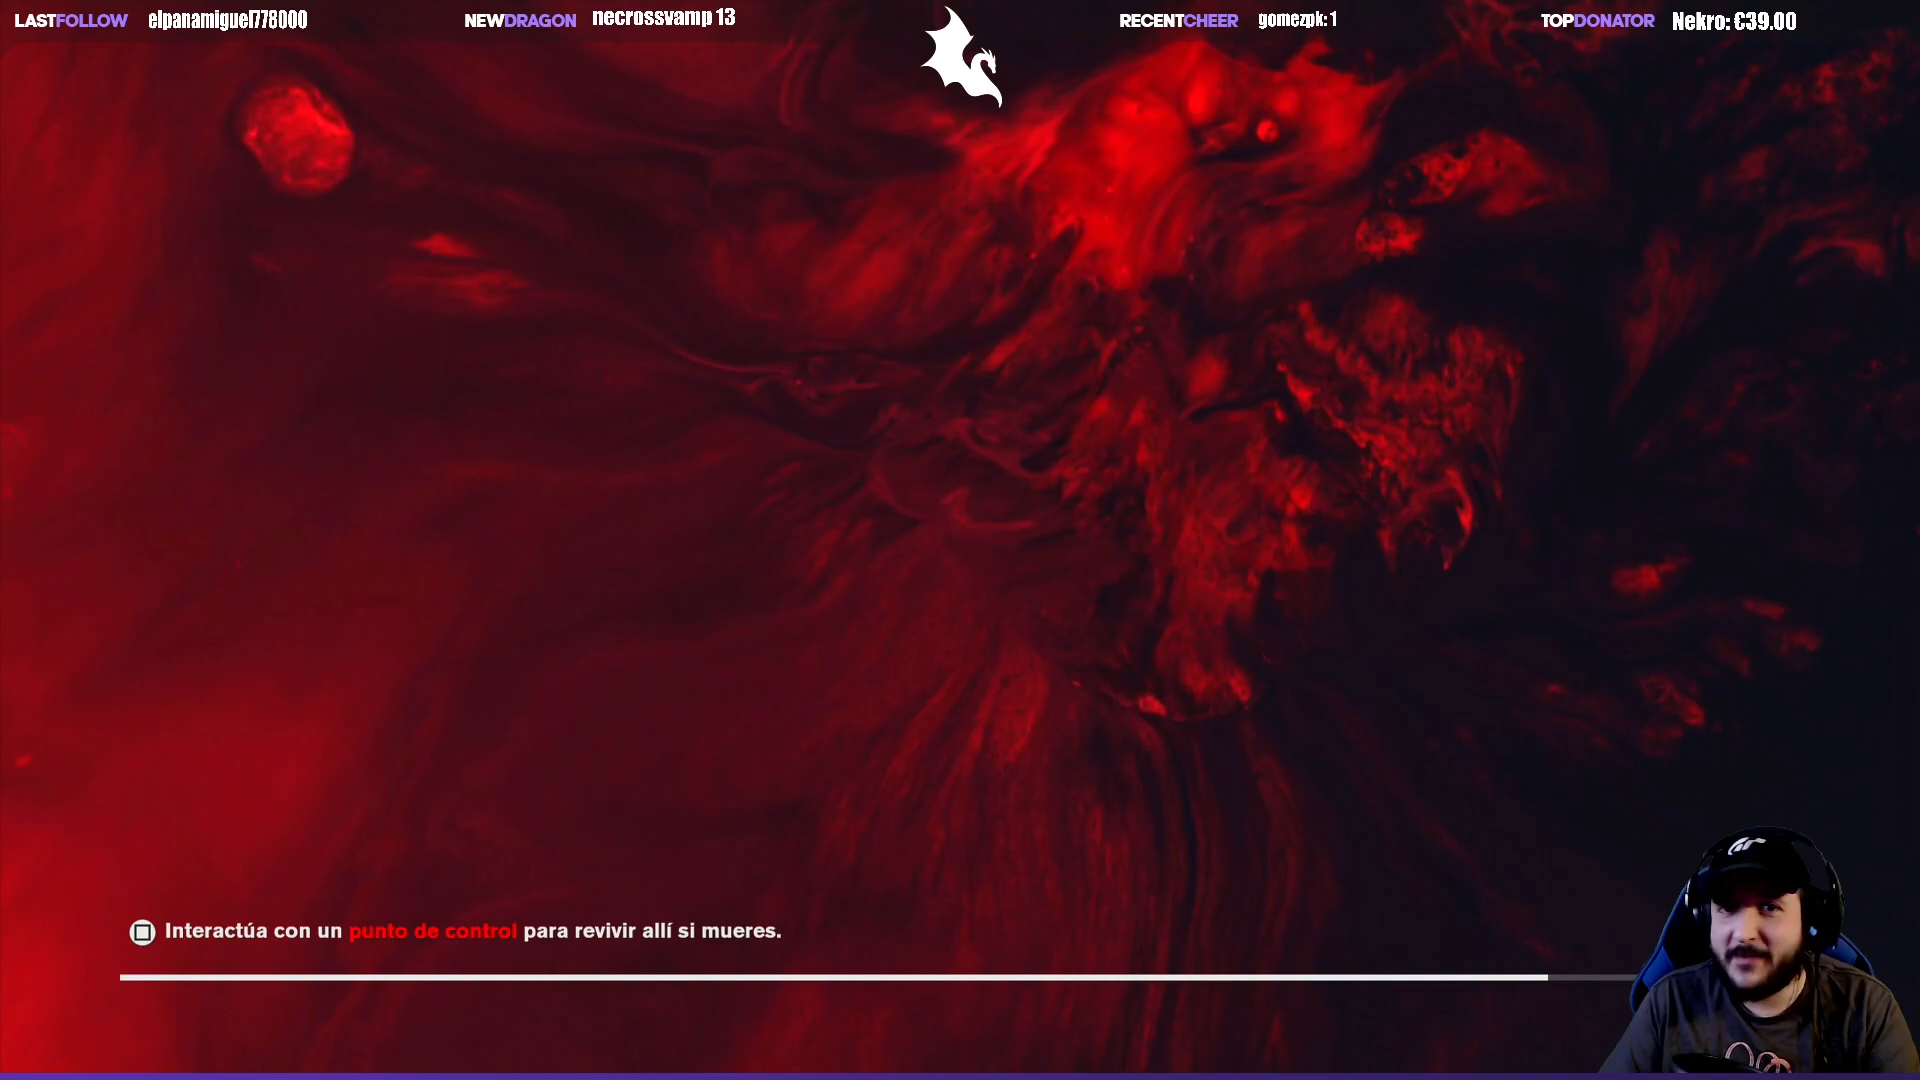 LASTFOLLOW elpanamiguel778000 NEWDRAGON necrossvamp 13 RECENTCHEER gomezpk: 1 TOPDONATOR Nekro: €39.00
Interactúa con un punto de control para revivir allí si mueres.